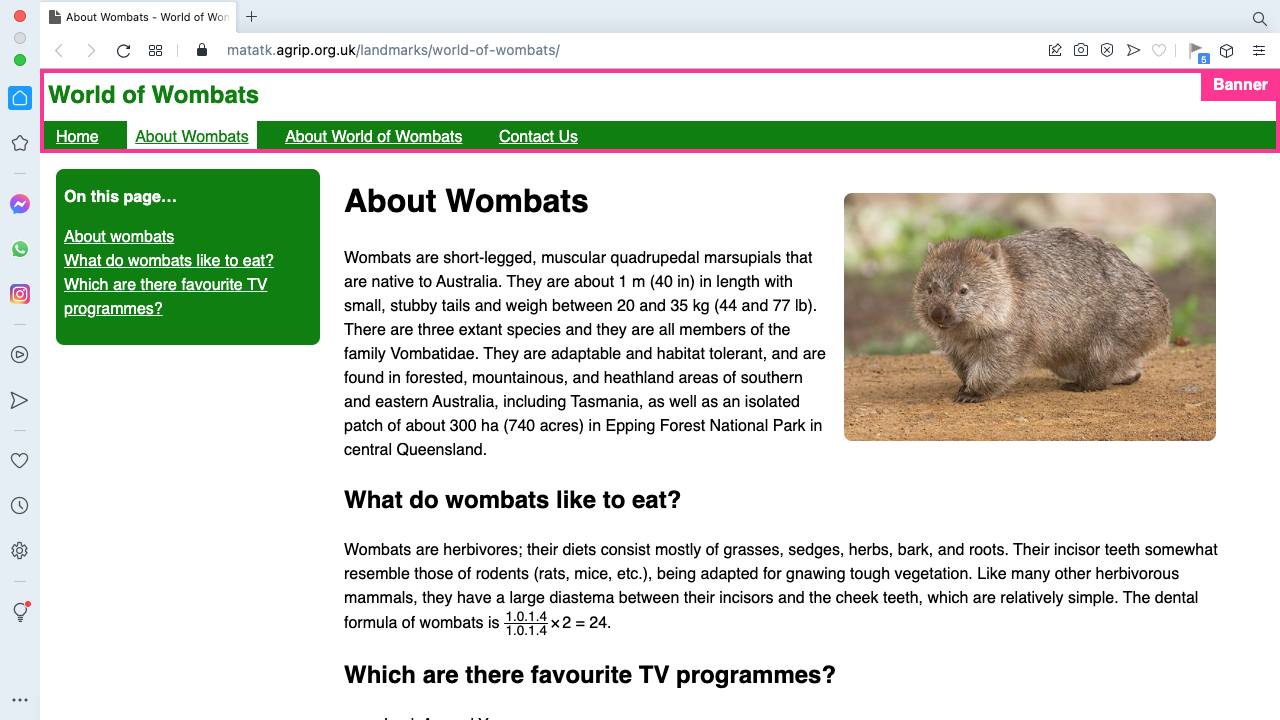 About Wombats - World of Wom
matatk.agrip.org.uk/landmarks/world-of-wombats/
5
World of Wombats
Banner
Home About Wombats About World of Wombats Contact Us
On this page…
About wombats
What do wombats like to eat?
Which are there favourite TV
programmes?
About Wombats
Wombats are short-legged, muscular quadrupedal marsupials that
are native to Australia. They are about 1 m (40 in) in length with
small, stubby tails and weigh between 20 and 35 kg (44 and 77 lb).
There are three extant species and they are all members of the
family Vombatidae. They are adaptable and habitat tolerant, and are
found in forested, mountainous, and heathland areas of southern
and eastern Australia, including Tasmania, as well as an isolated
patch of about 300 ha (740 acres) in Epping Forest National Park in
central Queensland.
What do wombats like to eat?
Wombats are herbivores; their diets consist mostly of grasses, sedges, herbs, bark, and roots. Their incisor teeth somewhat
resemble those of rodents (rats, mice, etc.), being adapted for gnawing tough vegetation. Like many other herbivorous
mammals, they have a large diastema between their incisors and the cheek teeth, which are relatively simple. The dental
formula of wombats is 1.0.1.4/1.0.1.4 × 2 = 24.
Which are there favourite TV programmes?